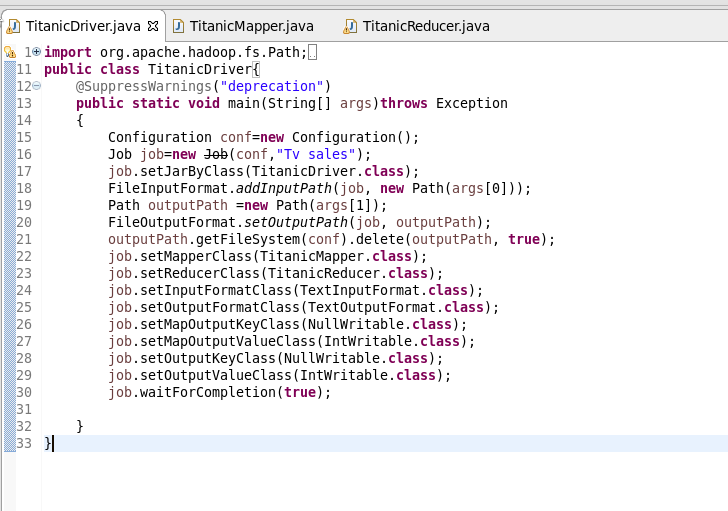 TitanicDriver.java TitanicMapper.java TitanicReducer.java
1 import org.apache.hadoop.fs.Path;
11 public class TitanicDriver{
12 @SuppressWarnings("deprecation")
13 public static void main(String[] args)throws Exception
14 {
15 Configuration conf=new Configuration();
16 Job job=new Job(conf,"Tv sales");
17 job.setJarByClass(TitanicDriver.class);
18 FileInputFormat.addInputPath(job, new Path(args[0]));
19 Path outputPath =new Path(args[1]);
20 FileOutputFormat.setOutputPath(job, outputPath);
21 outputPath.getFileSystem(conf).delete(outputPath, true);
22 job.setMapperClass(TitanicMapper.class);
23 job.setReducerClass(TitanicReducer.class);
24 job.setInputFormatClass(TextInputFormat.class);
25 job.setOutputFormatClass(TextOutputFormat.class);
26 job.setMapOutputKeyClass(NullWritable.class);
27 job.setMapOutputValueClass(IntWritable.class);
28 job.setOutputKeyClass(NullWritable.class);
29 job.setOutputValueClass(IntWritable.class);
30 job.waitForCompletion(true);
31
32 }
33 }